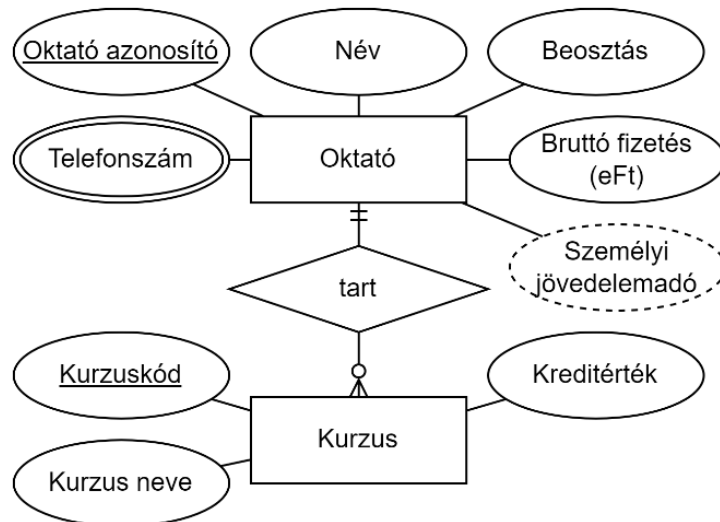 Oktató azonosító
Név
Beosztás
Telefonszám
Oktató
Bruttó fizetés
(eFt)
Személyi
jövedelemadó
tart
Kurzuskód
Kreditérték
Kurzus
Kurzus neve